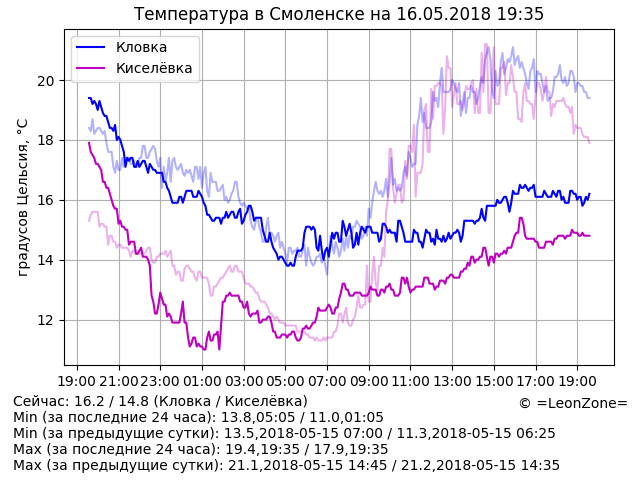 Температура в Смоленске на 16.05.2018 19:35
Кловка
Киселёвка
градусов Цельсия, °C
20
18
16
14
12
19:00 21:00 23:00 01:00 03:00 05:00 07:00 09:00 11:00 13:00 15:00 17:00 19:00
Сейчас: 16.2 / 14.8 (Кловка / Киселёвка)
© =LeonZone=
Min (за последние 24 часа): 13.8,05:05 / 11.0,01:05
Min (за предыдущие сутки): 13.5,2018-05-15 07:00 / 11.3,2018-05-15 06:25
Max (за последние 24 часа): 19.4,19:35 / 17.9,19:35
Max (за предыдущие сутки): 21.1,2018-05-15 14:45 / 21.2,2018-05-15 14:35